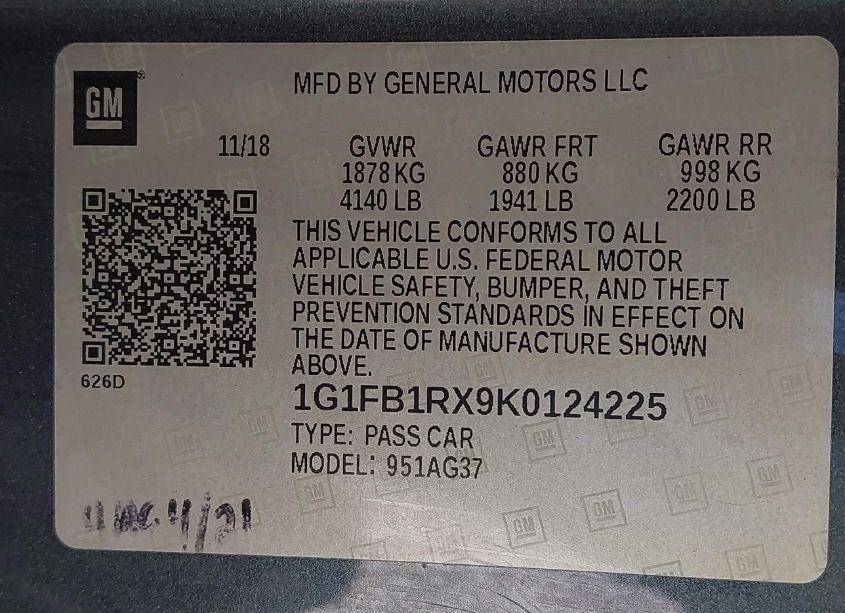 GM
MFD BY GENERAL MOTORS LLC
11/18 GVWR GAWR FRT GAWR RR
1878 KG 880 KG 998 KG
4140 LB 1941 LB 2200 LB
THIS VEHICLE CONFORMS TO ALL
APPLICABLE U.S. FEDERAL MOTOR
VEHICLE SAFETY, BUMPER, AND THEFT
PREVENTION STANDARDS IN EFFECT ON
THE DATE OF MANUFACTURE SHOWN
ABOVE.
626D
1G1FB1RX9K0124225
TYPE: PASS CAR
MODEL: 951AG37
4/21